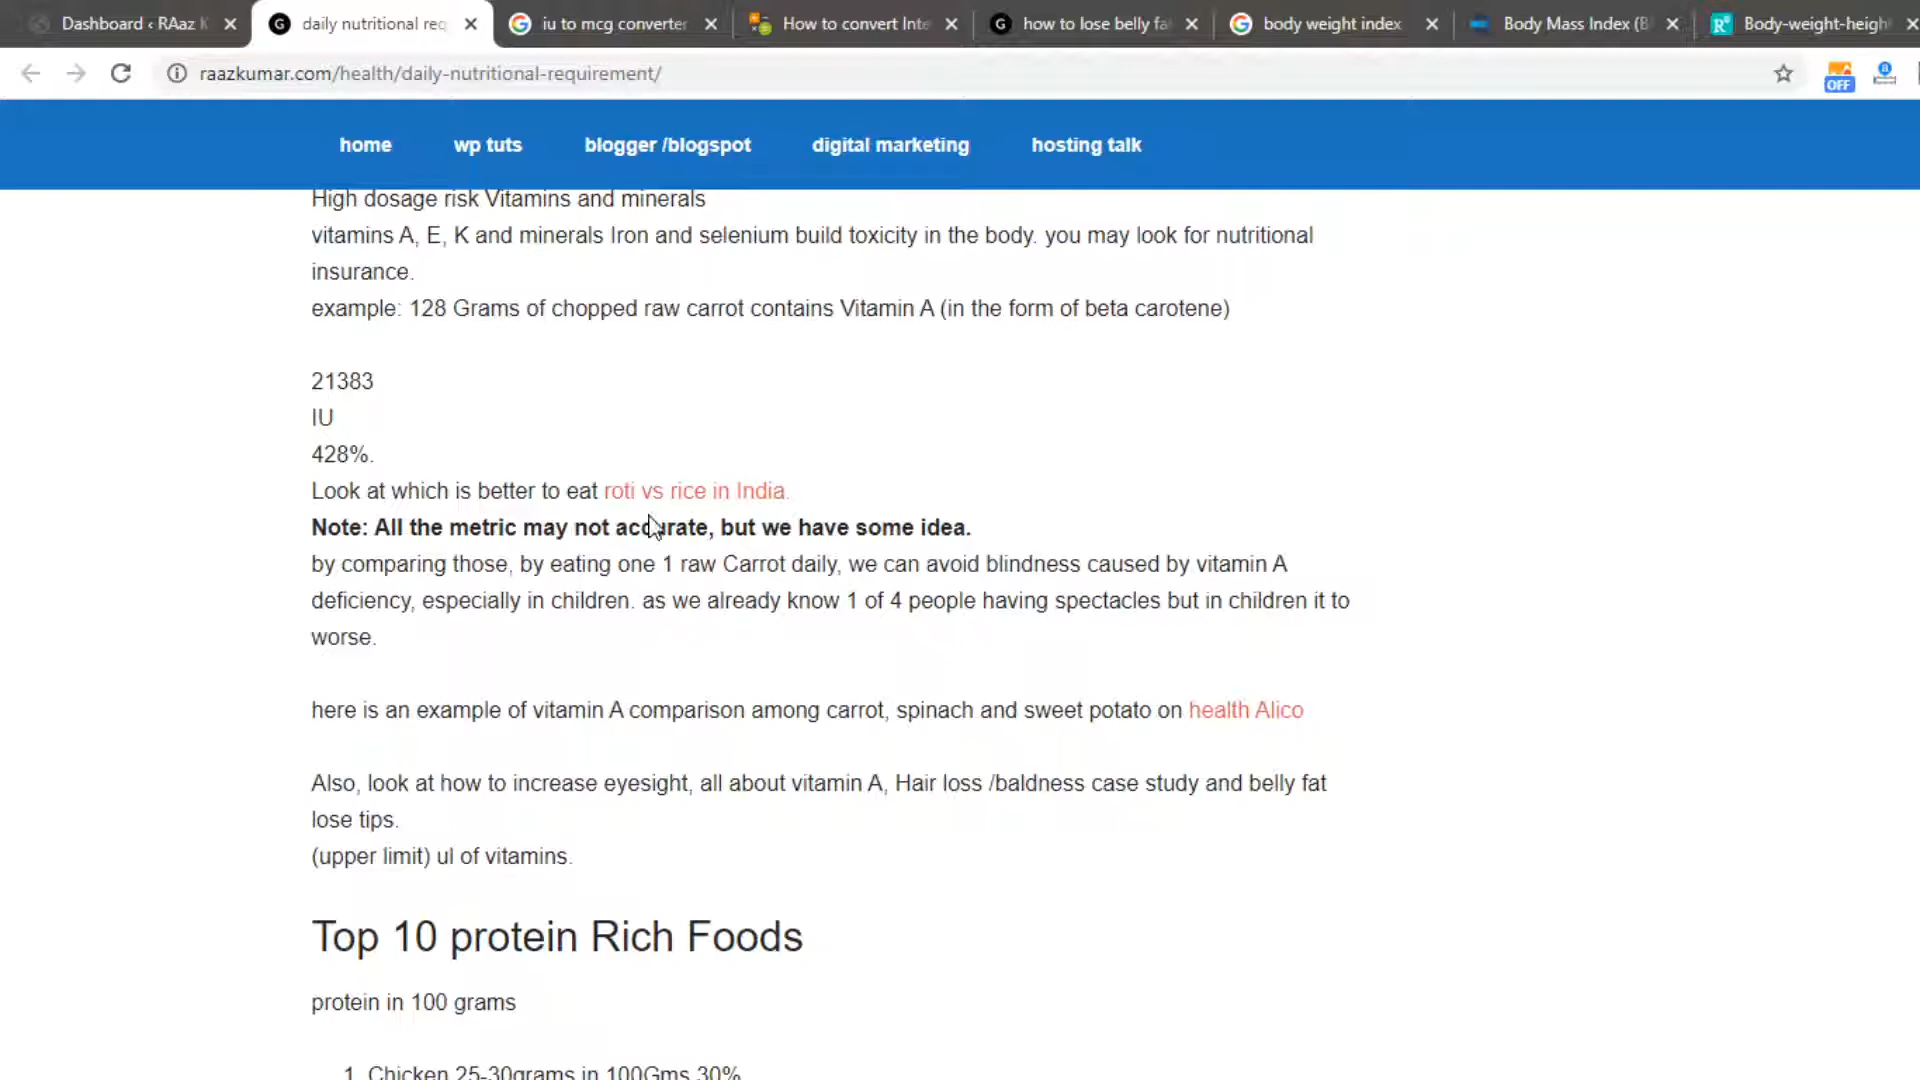 Dashboard ‹ RAaz K
daily nutritional req
iu to mcg converter
How to convert Inte
how to lose belly fa
body weight index
Body Mass Index (B
Body-weight-heigh
raazkumar.com/health/daily-nutritional-requirement/
OFF
home
wp tuts
blogger /blogspot
digital marketing
hosting talk
High dosage risk Vitamins and minerals
vitamins A, E, K and minerals Iron and selenium build toxicity in the body. you may look for nutritional
insurance.
example: 128 Grams of chopped raw carrot contains Vitamin A (in the form of beta carotene)
21383
IU
428%.
Look at which is better to eat roti vs rice in India.
Note: All the metric may not accurate, but we have some idea.
by comparing those, by eating one 1 raw Carrot daily, we can avoid blindness caused by vitamin A
deficiency, especially in children. as we already know 1 of 4 people having spectacles but in children it to
worse.
here is an example of vitamin A comparison among carrot, spinach and sweet potato on health Alico
Also, look at how to increase eyesight, all about vitamin A, Hair loss /baldness case study and belly fat
lose tips.
(upper limit) ul of vitamins.
Top 10 protein Rich Foods
protein in 100 grams
1. Chicken 25-30grams in 100Gms 30%